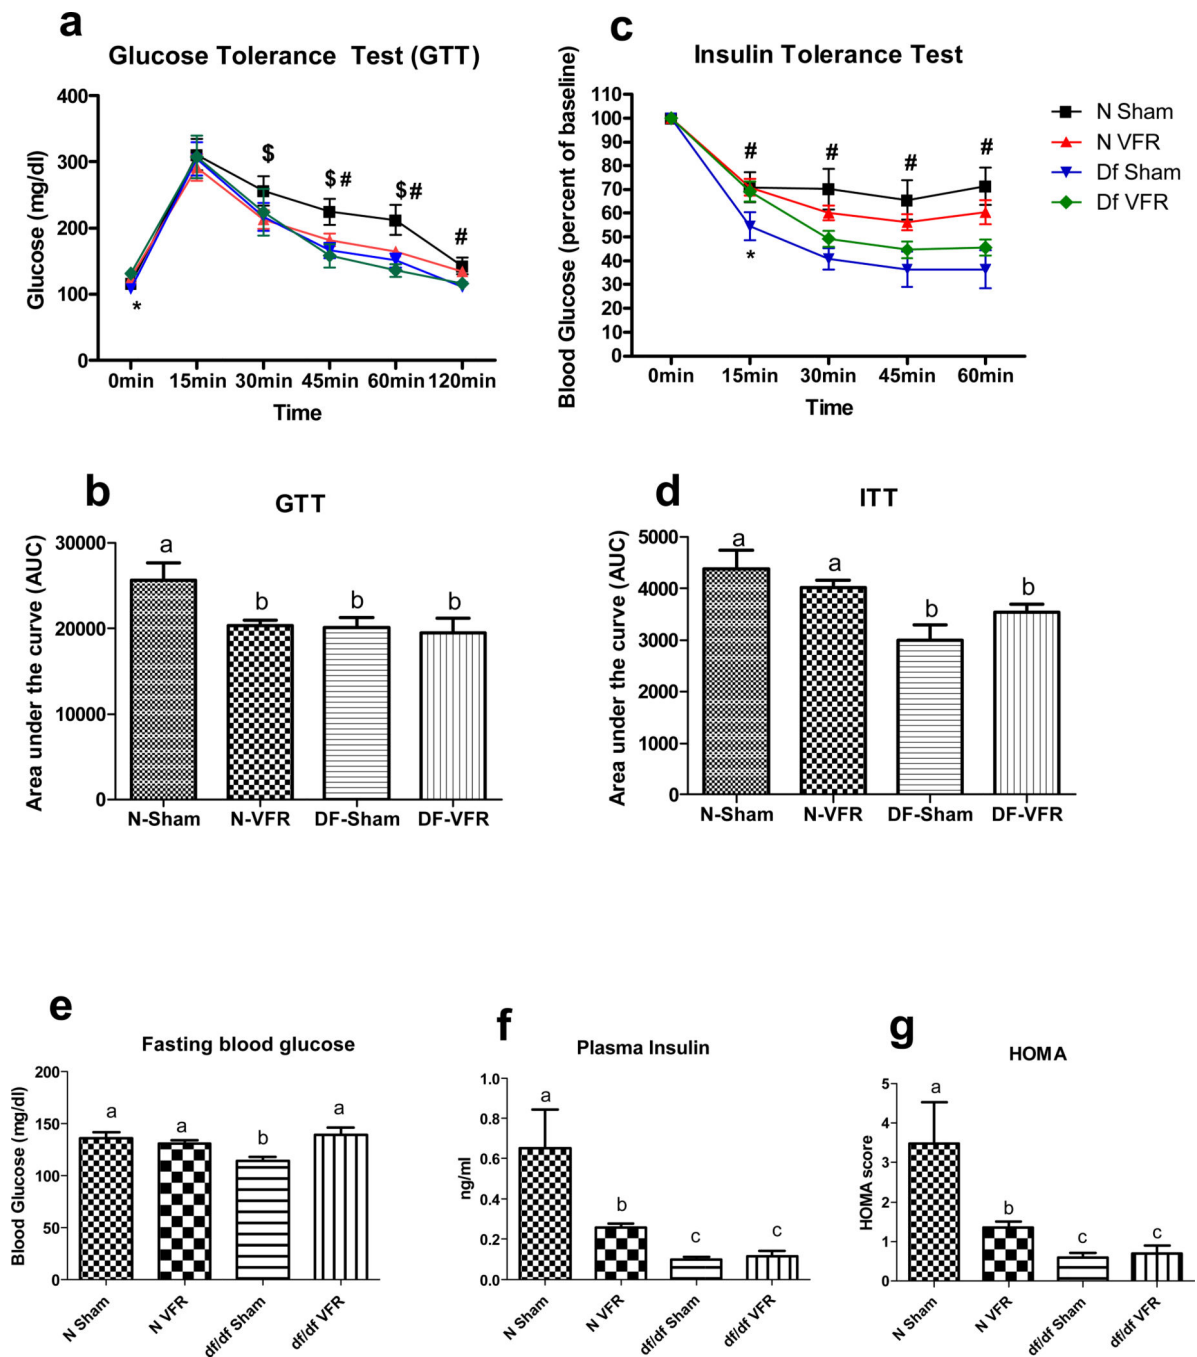 a
Glucose Tolerance Test (GTT)
Glucose (mg/dl)
400
300
200
100
0
$
$ #
$ #
#
*
0min 15min 30min 45min 60min 120min
Time
c
Insulin Tolerance Test
Blood Glucose (percent of baseline)
110
100
90
80
70
60
50
40
30
20
10
0
# # # #
*
0min 15min 30min 45min 60min
Time
N Sham
N VFR
Df Sham
Df VFR
b
GTT
Area under the curve (AUC)
30000
20000
10000
0
a b b b
N-Sham N-VFR DF-Sham DF-VFR
d
ITT
Area under the curve (AUC)
5000
4000
3000
2000
1000
0
a a b b
N-Sham N-VFR DF-Sham DF-VFR
e
Fasting blood glucose
Blood Glucose (mg/dl)
200
150
100
50
0
a a b a
N Sham N VFR df/df Sham df/df VFR
f
Plasma Insulin
ng/ml
1.0
0.8
0.6
0.4
0.2
0.0
a b c c
N Sham N VFR df/df Sham df/df VFR
g
HOMA
HOMA score
5
4
3
2
1
0
a b c c
N Sham N VFR df/df Sham df/df VFR